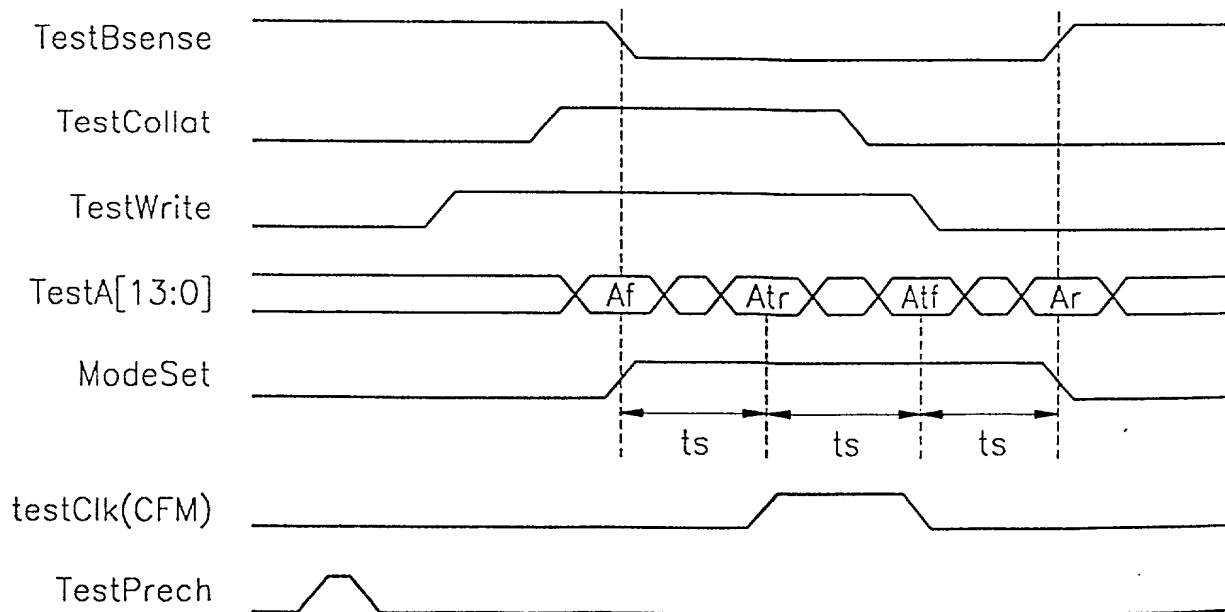 TestBsense
TestCollat
TestWrite
TestA[13:0]
Af Atr Atf Ar
ModeSet
ts ts ts
testClk(CFM)
TestPrech